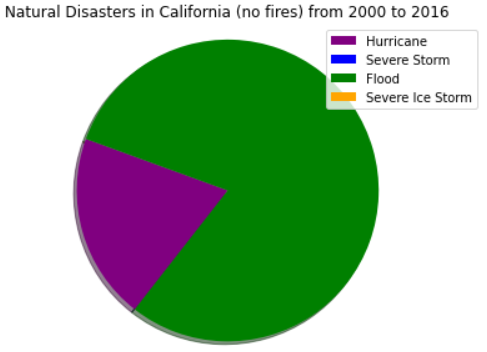 Natural Disasters in California (no fires) from 2000 to 2016
Hurricane
Severe Storm
Flood
Severe Ice Storm